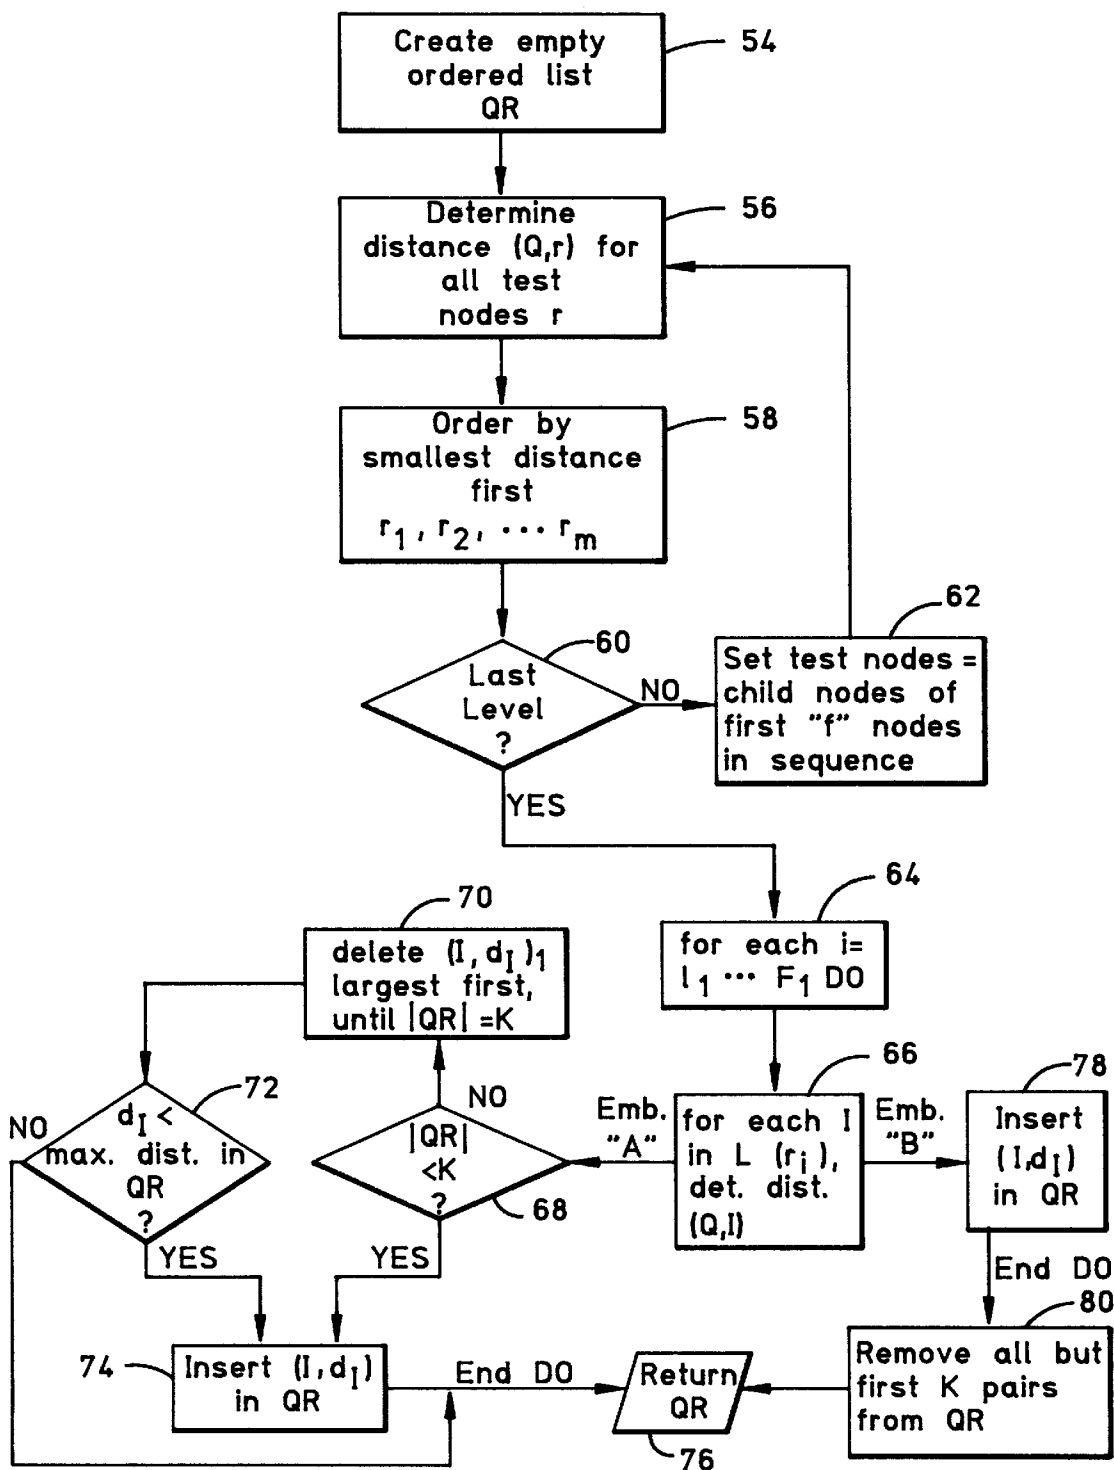 Create empty
ordered list
QR
54
Determine
distance (Q,r) for
all test
nodes r
56
Order by
smallest distance
first
r1, r2, ··· rm
58
Last
Level
?
60
NO
YES
Set test nodes =
child nodes of
first "f" nodes
in sequence
62
for each i=
l1 ··· F1 DO
64
delete (I, dI)1
largest first,
until |QR| =K
70
for each I
in L (ri),
det. dist.
(Q,I)
66
Emb.
"A"
Emb.
"B"
Insert
(I,dI)
in QR
78
|QR|
<K
?
68
NO
YES
dI <
max. dist. in
QR
?
72
NO
YES
End DO
80
Insert (I,dI)
in QR
74
End DO
Return
QR
76
Remove all but
first K pairs
from QR